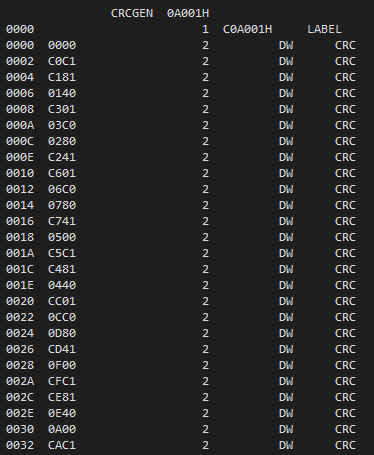 CRCGEN 0A001H
0000 1 C0A001H LABEL
0000 0000 2 DW CRC
0002 C0C1 2 DW CRC
0004 C181 2 DW CRC
0006 0140 2 DW CRC
0008 C301 2 DW CRC
000A 03C0 2 DW CRC
000C 0280 2 DW CRC
000E C241 2 DW CRC
0010 C601 2 DW CRC
0012 06C0 2 DW CRC
0014 0780 2 DW CRC
0016 C741 2 DW CRC
0018 0500 2 DW CRC
001A C5C1 2 DW CRC
001C C481 2 DW CRC
001E 0440 2 DW CRC
0020 CC01 2 DW CRC
0022 0CC0 2 DW CRC
0024 0D80 2 DW CRC
0026 CD41 2 DW CRC
0028 0F00 2 DW CRC
002A CFC1 2 DW CRC
002C CE81 2 DW CRC
002E 0E40 2 DW CRC
0030 0A00 2 DW CRC
0032 CAC1 2 DW CRC